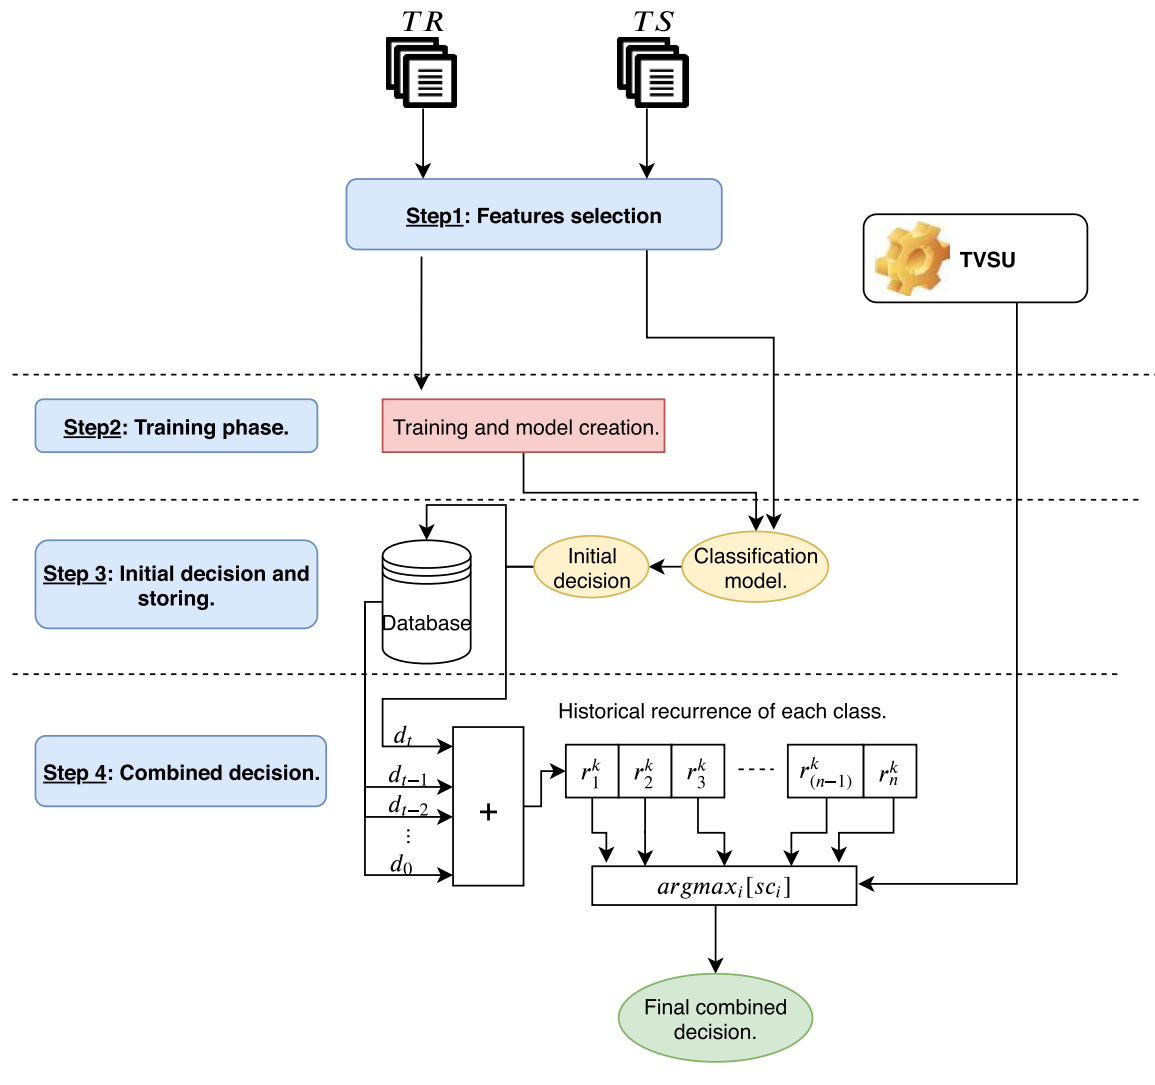 TR
TS
Step1: Features selection
TVSU
Step2: Training phase.
Training and model creation.
Step 3: Initial decision and
storing.
Initial
decision
Classification
model.
Database
Historical recurrence of each class.
Step 4: Combined decision.
d_t
d_{t-1}
d_{t-2}
⋮
d_0
+
r_1^k r_2^k r_3^k ---- r_{(n-1)}^k r_n^k
argmax_i[sc_i]
Final combined
decision.